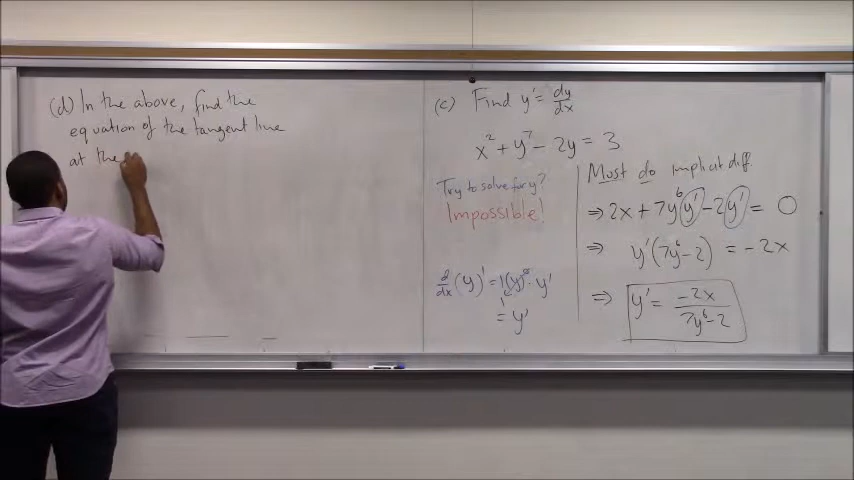 (d) In the above, find the
equation of the tangent line
at the
(c) Find y' = dy/dx
x² + y⁷ - 2y = 3
Try to solve for y?
Impossible!
d/dx (y)¹ = 1(y)⁰ · y'
= y'
Must do implicit diff.
⇒ 2x + 7y⁶ y' - 2 y' = 0
⇒ y'(7y⁶-2) = -2x
⇒ y' = -2x / 7y⁶-2